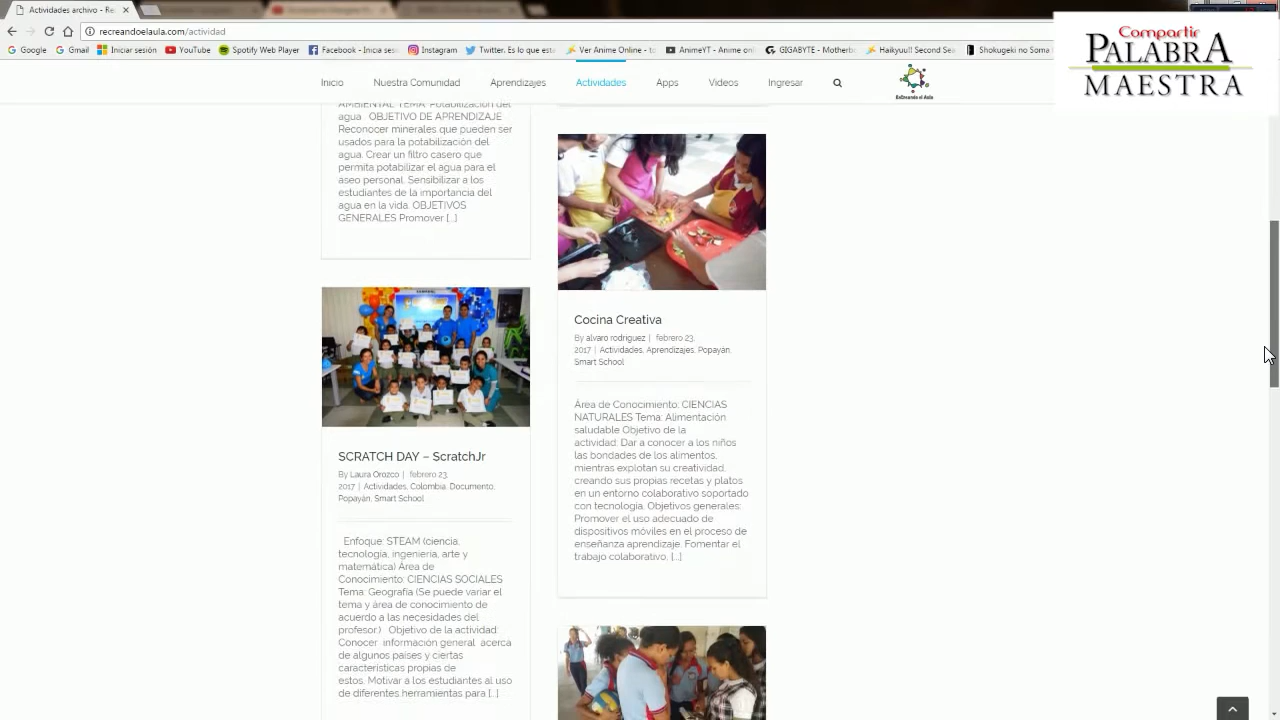 Actividades archivo - Re
recreandoelaula.com/actividad
Google
Gmail
Inicio
YouTube
Spotify Web Player
Facebook
Twitter
Ver Anime Online - to
AnimeYT - Anime onl
GIGABYTE - Motherb
Haikyuu!! Second Sea
Shokugeki no Soma
Compartir
PALABRA
MAESTRA
Inicio
Nuestra Comunidad
Aprendizajes
Actividades
Apps
Videos
Ingresar
EnCreando el Aula
AMBIENTAL TEMA: Potabilización del
agua OBJETIVO DE APRENDIZAJE
Reconocer minerales que pueden ser
usados para la potabilización del
agua. Crear un filtro casero que
permita potabilizar el agua para el
aseo personal. Sensibilizar a los
estudiantes de la importancia del
agua en la vida. OBJETIVOS
GENERALES Promover [...]
SCRATCH DAY – ScratchJr
By Laura Orozco | febrero 23,
2017 | Actividades, Colombia, Documento,
Popayán, Smart School
Enfoque: STEAM (ciencia,
tecnología, ingeniería, arte y
matemática) Área de
Conocimiento: CIENCIAS SOCIALES
Tema: Geografía (Se puede variar el
tema y área de conocimiento de
acuerdo a las necesidades del
profesor.) Objetivo de la actividad:
Conocer información general acerca
de algunos países y ciertas
características propias de
estos. Motivar a los estudiantes al uso
de diferentes herramientas para [...]
Cocina Creativa
By alvaro rodriguez | febrero 23,
2017 | Actividades, Aprendizajes, Popayán,
Smart School
Área de Conocimiento: CIENCIAS
NATURALES Tema: Alimentación
saludable Objetivo de la
actividad: Dar a conocer a los niños
las bondades de los alimentos,
mientras explotan su creatividad,
creando sus propias recetas y platos
en un entorno colaborativo soportado
con tecnología. Objetivos generales:
Promover el uso adecuado de
dispositivos móviles en el proceso de
enseñanza aprendizaje. Fomentar el
trabajo colaborativo. [...]